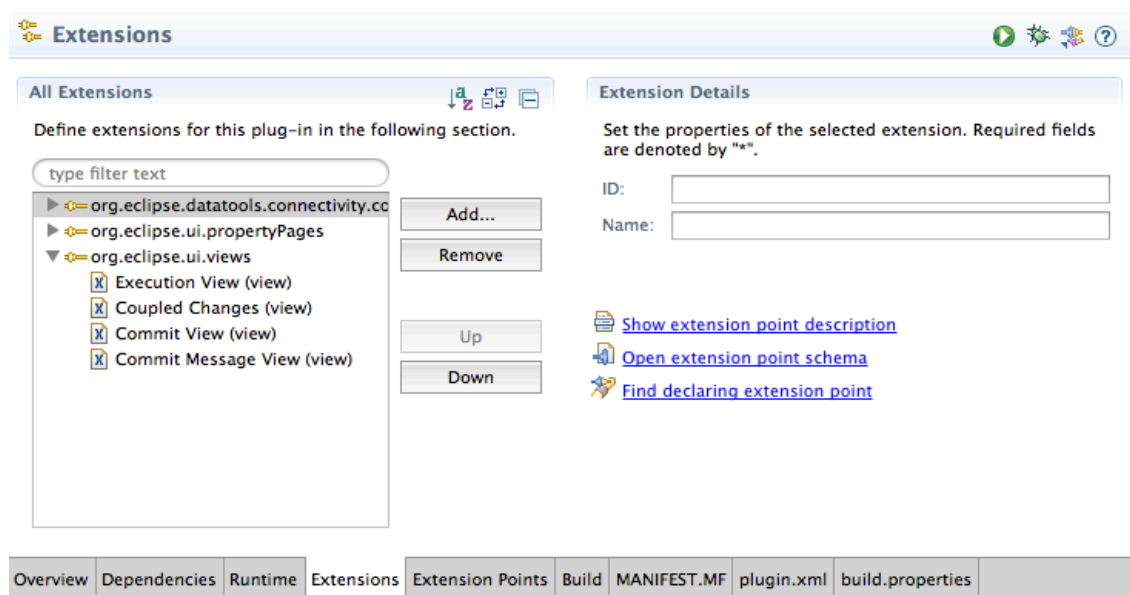 Extensions
All Extensions
Define extensions for this plug-in in the following section.
type filter text
org.eclipse.datatools.connectivity.co
org.eclipse.ui.propertyPages
org.eclipse.ui.views
Execution View (view)
Coupled Changes (view)
Commit View (view)
Commit Message View (view)
Add...
Remove
Up
Down
Extension Details
Set the properties of the selected extension. Required fields
are denoted by "*".
ID:
Name:
Show extension point description
Open extension point schema
Find declaring extension point
Overview Dependencies Runtime Extensions Extension Points Build MANIFEST.MF plugin.xml build.properties